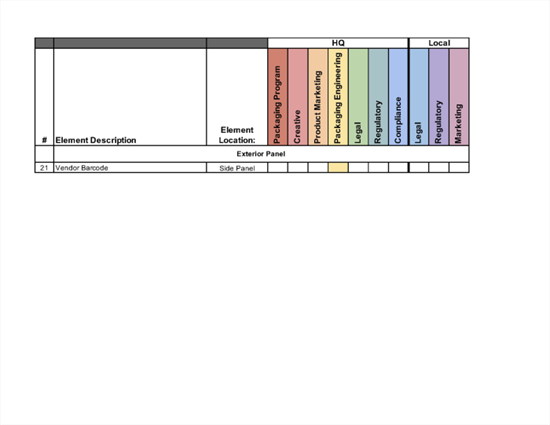 HQ Local
# Element Description Element Location: Packaging Program Creative Product Marketing Packaging Engineering Legal Regulatory Compliance Legal Regulatory Marketing
Exterior Panel
21 Vendor Barcode Side Panel